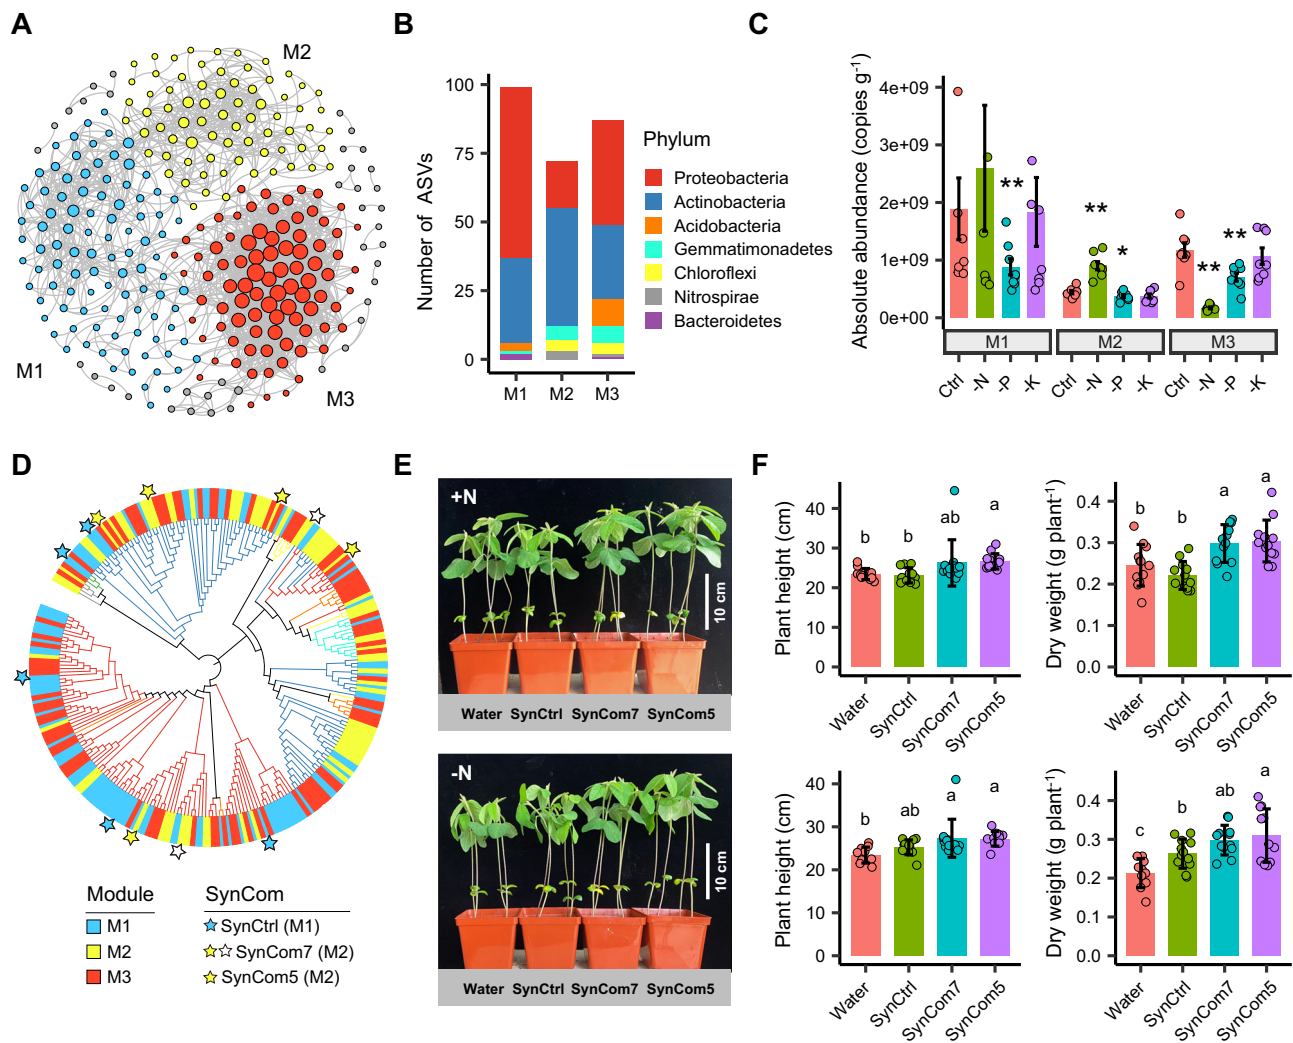 A
M2
M1
M3
B
Number of ASVs
100
75
50
25
0
M1 M2 M3
Phylum
Proteobacteria
Actinobacteria
Acidobacteria
Gemmatimonadetes
Chloroflexi
Nitrospirae
Bacteroidetes
C
Absolute abundance (copies g⁻¹)
4e+09
3e+09
2e+09
1e+09
0e+00
**
**
*
**
**
M1 M2 M3
Ctrl -N -P -K Ctrl -N -P -K Ctrl -N -P -K
D
Module
M1
M2
M3
SynCom
SynCtrl (M1)
SynCom7 (M2)
SynCom5 (M2)
E
+N
10 cm
Water SynCtrl SynCom7 SynCom5
-N
10 cm
Water SynCtrl SynCom7 SynCom5
F
Plant height (cm)
40
30
20
10
0
b b ab a
Water SynCtrl SynCom7 SynCom5
Dry weight (g plant⁻¹)
0.4
0.3
0.2
0.1
0.0
b b a a
Water SynCtrl SynCom7 SynCom5
Plant height (cm)
40
30
20
10
0
b ab a a
Water SynCtrl SynCom7 SynCom5
Dry weight (g plant⁻¹)
0.4
0.3
0.2
0.1
0.0
c b ab a
Water SynCtrl SynCom7 SynCom5